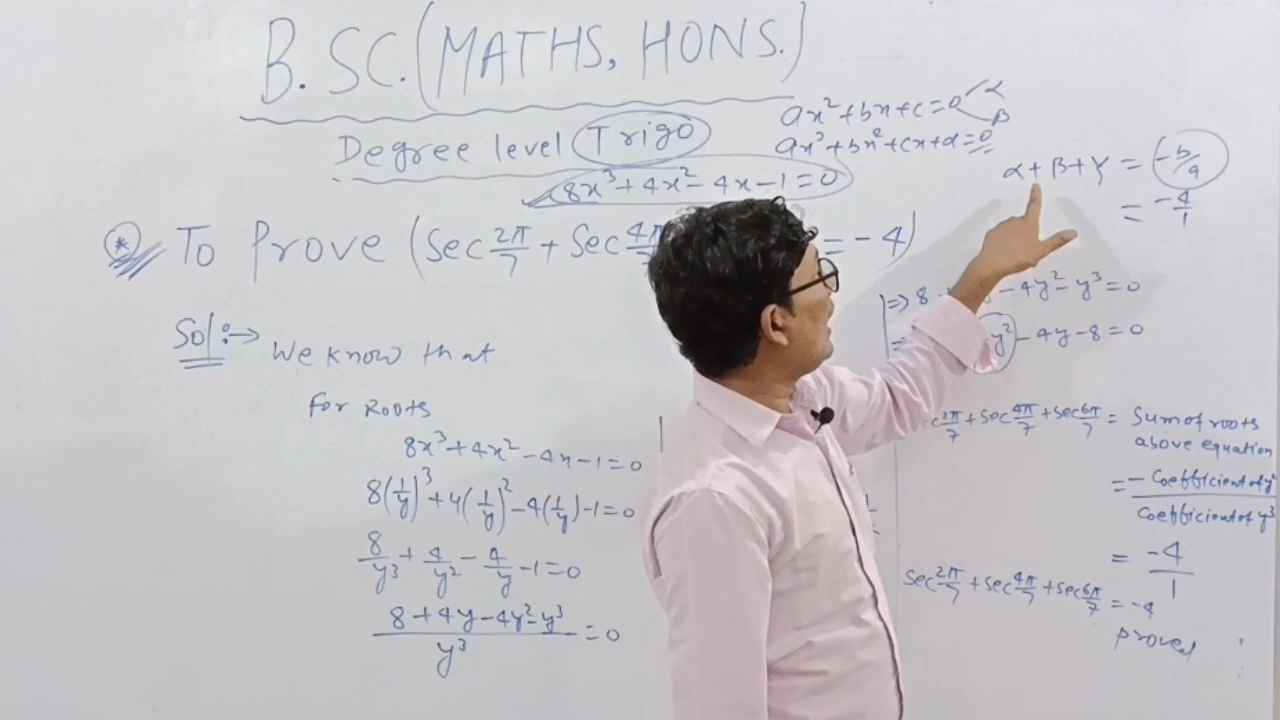 B.SC.(MATHS, HONS.)
Degree level Trigo
ax²+bx+c=0 α β
ax³+bx²+cx+d=0
8x³+4x²-4x-1=0
α+β+γ = -b/a
= -4/1
* To Prove (Sec 2π/7 + Sec 4π/7 = -4)
Sol:→ We know that
For Roots
8x³+4x²-4x-1=0
8(1/y)³+4(1/y)²-4(1/y)-1=0
8/y³ + 4/y² - 4/y - 1=0
8+4y-4y²-y³/y³ =0
=> 8 - 4y²-y³=0
y²-4y-8=0
2π/7 + Sec 4π/7 + Sec 6π/7 = Sum of roots
above equation
= -Coefficient of y²/Coefficient of y³
= -4/1
Sec 2π/7 + Sec 4π/7 + Sec 6π/7 = -4
Proved